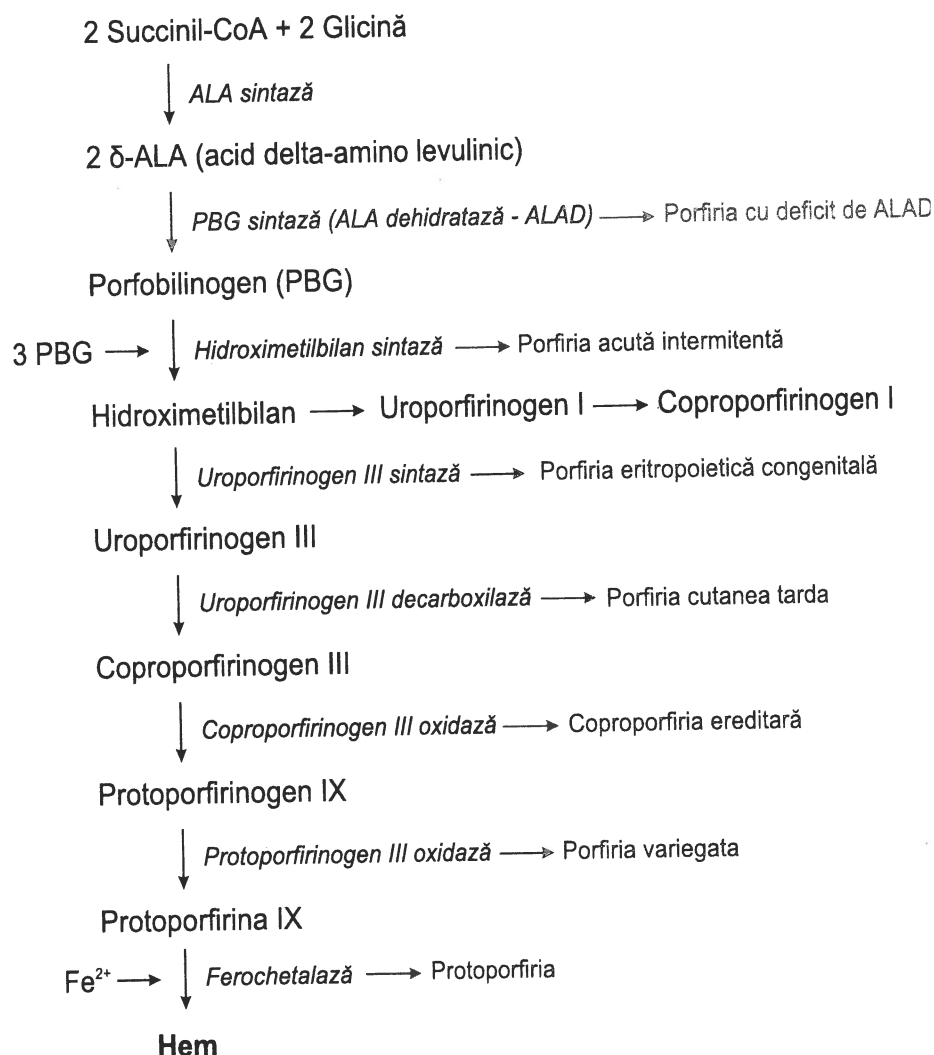 2 Succinil-CoA + 2 Glicină
ALA sintază
2 δ-ALA (acid delta-amino levulinic)
PBG sintază (ALA dehidratază - ALAD) → Porfiria cu deficit de ALAD
Porfobilinogen (PBG)
3 PBG → Hidroximetilbilan sintază → Porfiria acută intermitentă
Hidroximetilbilan → Uroporfirinogen I → Coproporfirinogen I
Uroporfirinogen III sintază → Porfiria eritropoietică congenitală
Uroporfirinogen III
Uroporfirinogen III decarboxilază → Porfiria cutanea tarda
Coproporfirinogen III
Coproporfirinogen III oxidază → Coproporfiria ereditară
Protoporfirinogen IX
Protoporfirinogen III oxidază → Porfiria variegata
Protoporfirina IX
Fe²⁺ → Ferochetalază → Protoporfiria
Hem